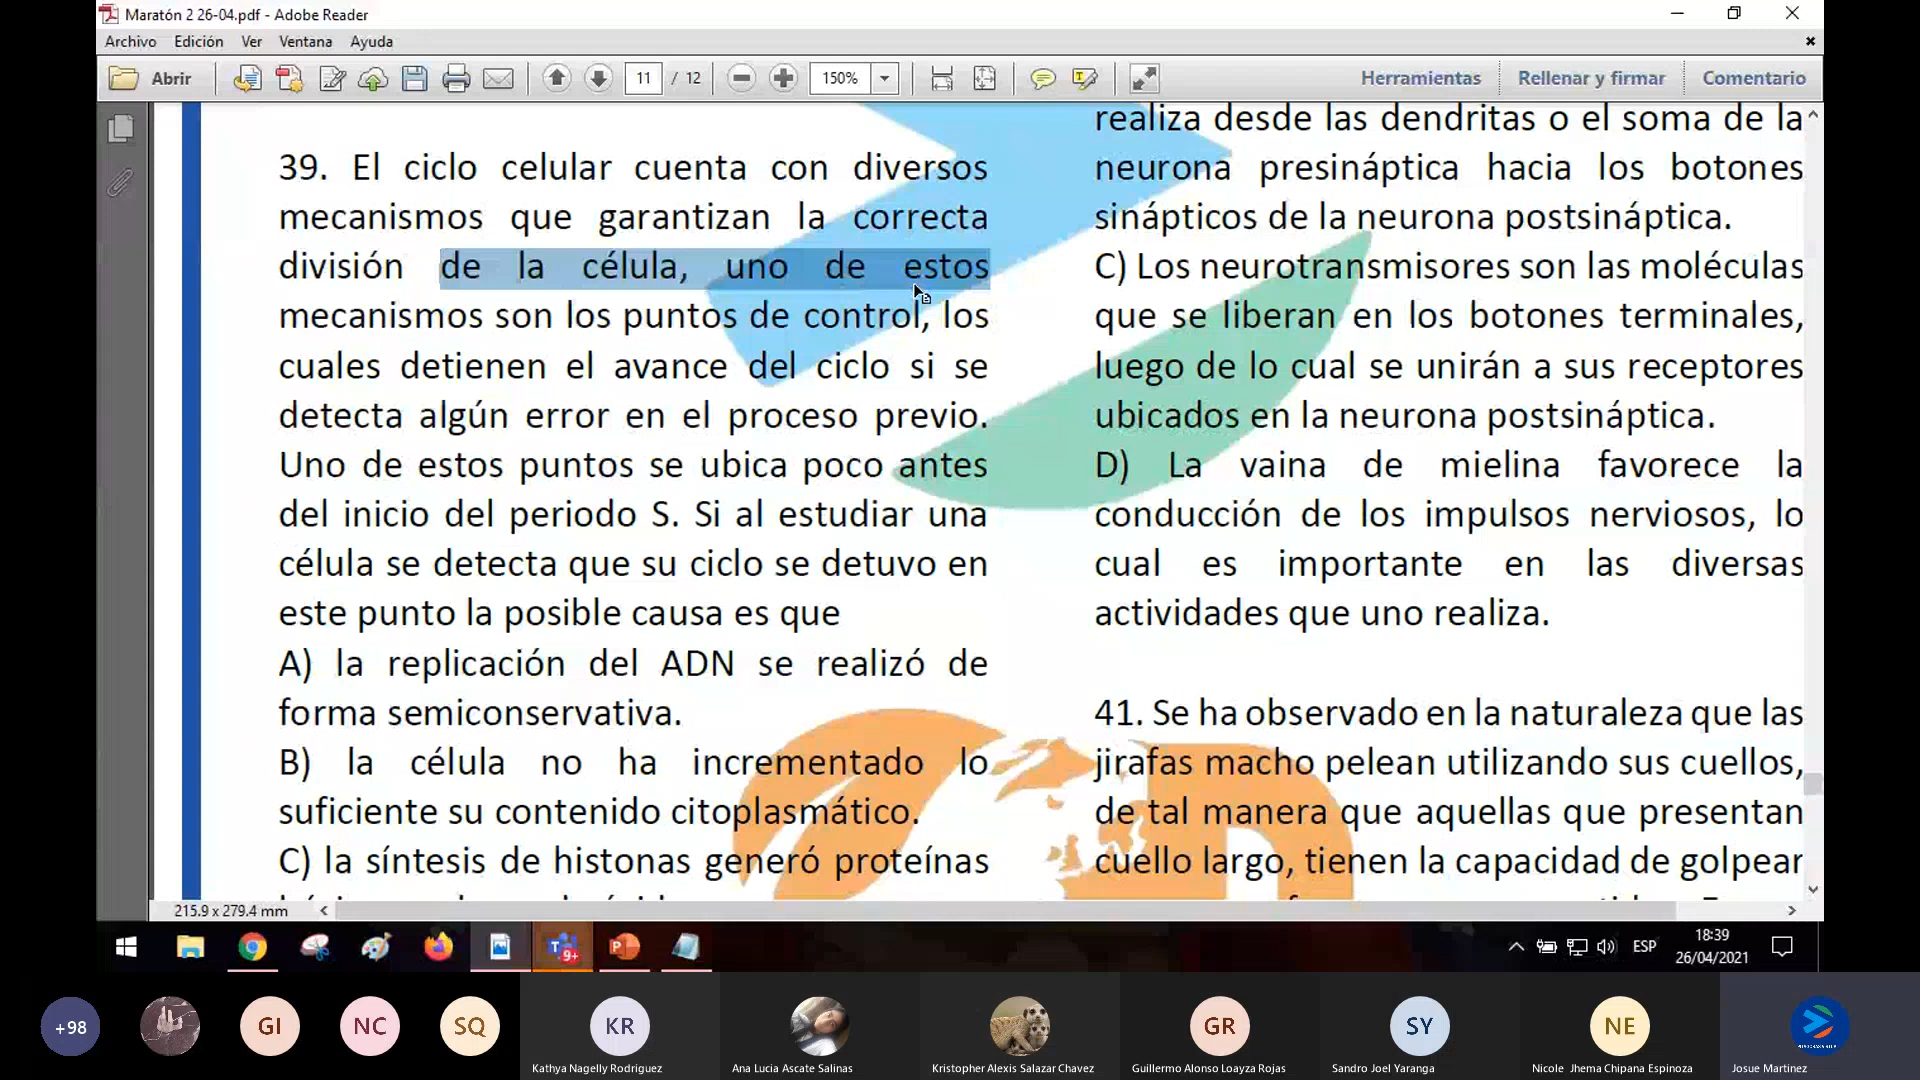 Maratón 2 26-04.pdf - Adobe Reader
Archivo Edición Ver Ventana Ayuda
Abrir 11 / 12 150% Herramientas Rellenar y firmar Comentario
39. El ciclo celular cuenta con diversos
mecanismos que garantizan la correcta
división de la célula, uno de estos
mecanismos son los puntos de control, los
cuales detienen el avance del ciclo si se
detecta algún error en el proceso previo.
Uno de estos puntos se ubica poco antes
del inicio del periodo S. Si al estudiar una
célula se detecta que su ciclo se detuvo en
este punto la posible causa es que
A) la replicación del ADN se realizó de
forma semiconservativa.
B) la célula no ha incrementado lo
suficiente su contenido citoplasmático.
C) la síntesis de histonas generó proteínas
realiza desde las dendritas o el soma de la
neurona presináptica hacia los botones
sinápticos de la neurona postsináptica.
C) Los neurotransmisores son las moléculas
que se liberan en los botones terminales,
luego de lo cual se unirán a sus receptores
ubicados en la neurona postsináptica.
D) La vaina de mielina favorece la
conducción de los impulsos nerviosos, lo
cual es importante en las diversas
actividades que uno realiza.
41. Se ha observado en la naturaleza que las
jirafas macho pelean utilizando sus cuellos,
de tal manera que aquellas que presentan
cuello largo, tienen la capacidad de golpear
215.9 x 279.4 mm
9+
ESP
18:39
26/04/2021
+98 GI NC SQ KR GR SY NE
Kathya Nagelly Rodriguez Ana Lucia Ascate Salinas Kristopher Alexis Salazar Chavez Guillermo Alonso Loayza Rojas Sandro Joel Yaranga Nicole Jhema Chipana Espinoza Josue Martinez